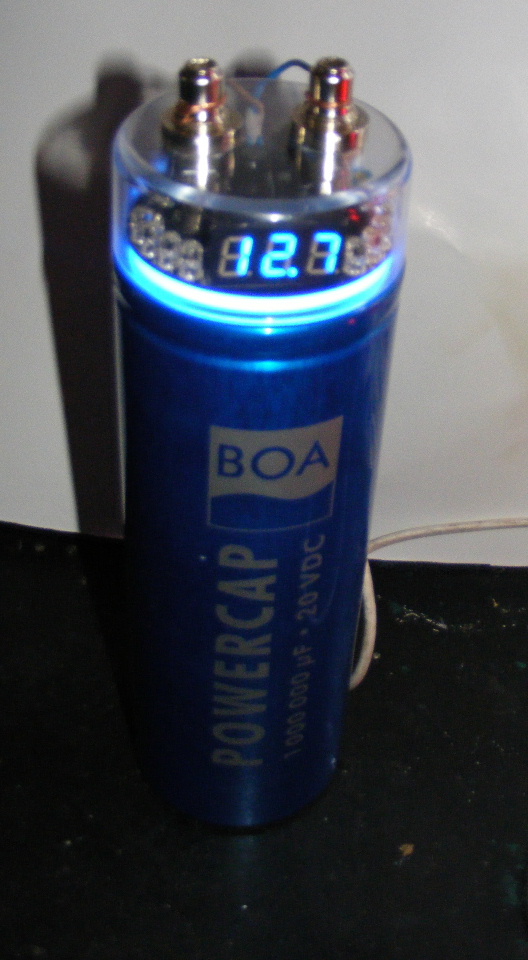 12.7
BOA
POWERCAP
1 000 000 µF • 20 VDC